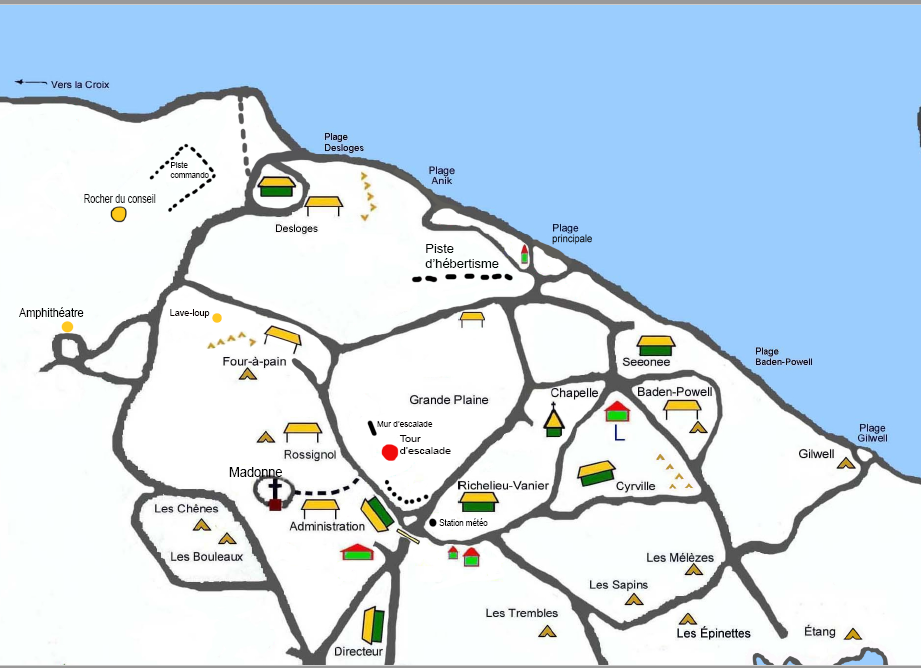 Vers la Croix
Plage
Desloges
Piste
commando
Plage
Anik
Rocher du conseil
Desloges
Plage
principale
Piste
d'hébertisme
Amphithéatre
Lave-loup
Four-à-pain
Seeonee
Plage
Baden-Powell
Grande Plaine
Chapelle
Baden-Powell
Mur d'escalade
Tour
d'escalade
Plage
Gilwell
Rossignol
Gilwell
Madonne
Richelieu-Vanier
Cyrville
Les Chênes
Administration
Station météo
Les Bouleaux
Les Mélèzes
Les Sapins
Les Trembles
Les Épinettes
Étang
Directeur